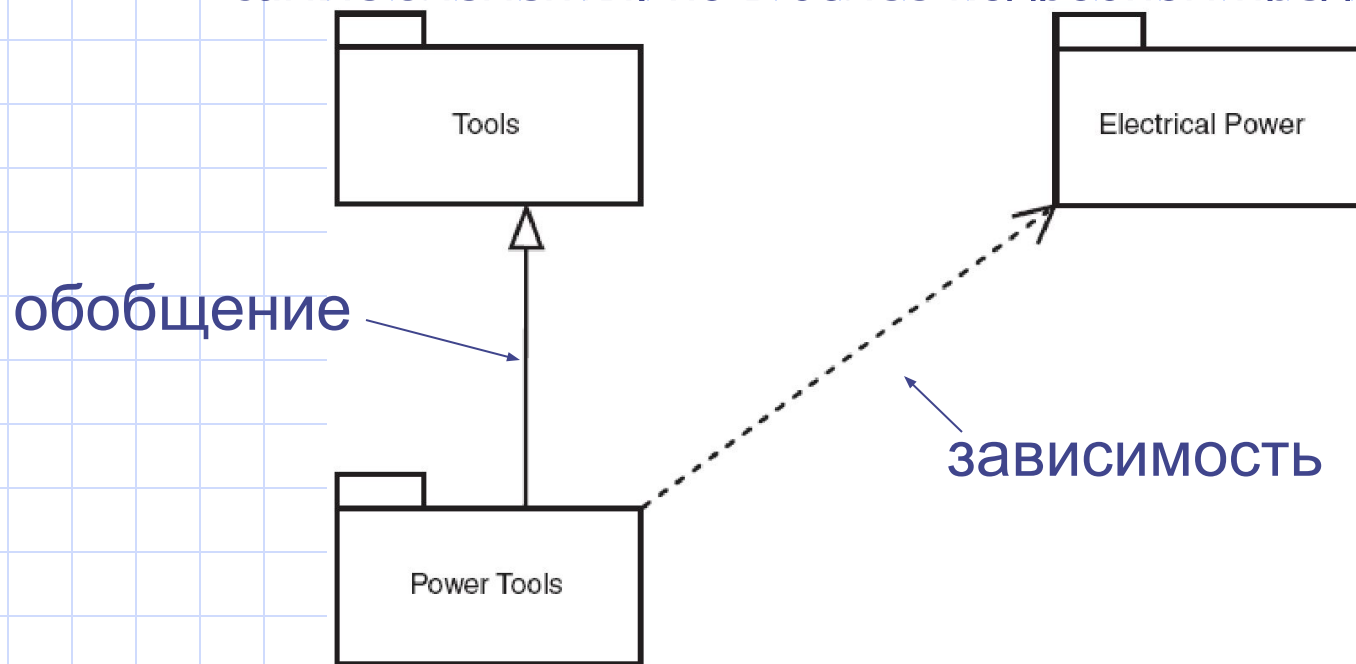 Tools
Electrical Power
обобщение
зависимость
Power Tools